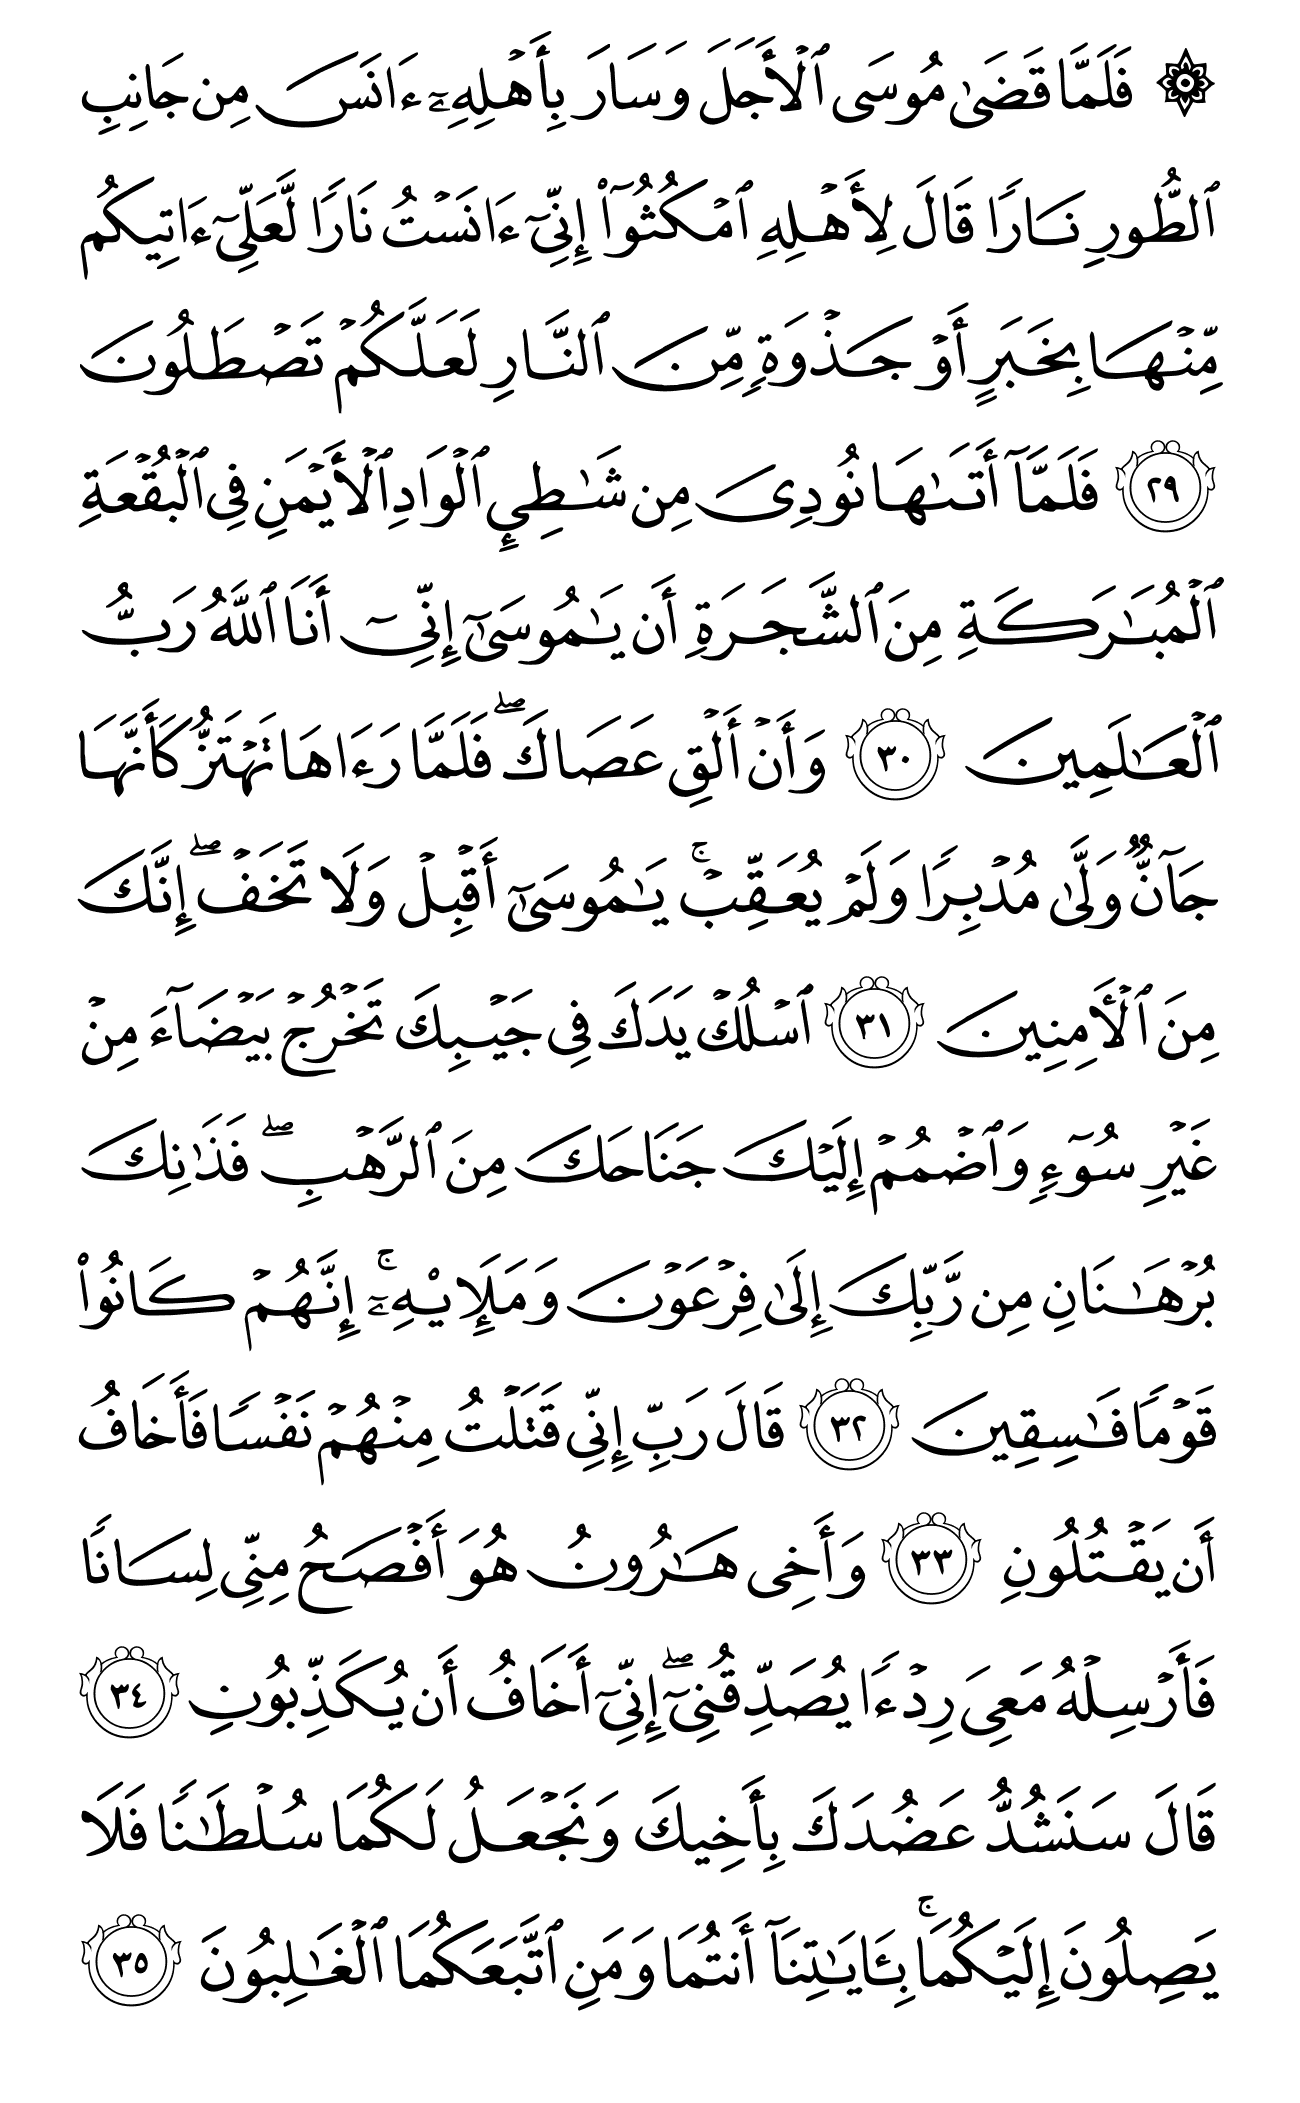 ۞ فَلَمَّا قَضَىٰ مُوسَى ٱلْأَجَلَ وَسَارَ بِأَهْلِهِۦٓ ءَانَسَ مِن جَانِبِ
ٱلطُّورِ نَارًا قَالَ لِأَهْلِهِ ٱمْكُثُوٓا۟ إِنِّىٓ ءَانَسْتُ نَارًا لَّعَلِّىٓ ءَاتِيكُم
مِّنْهَا بِخَبَرٍ أَوْ جَذْوَةٍ مِّنَ ٱلنَّارِ لَعَلَّكُمْ تَصْطَلُونَ
٢٩ فَلَمَّآ أَتَىٰهَا نُودِىَ مِن شَٰطِئِ ٱلْوَادِ ٱلْأَيْمَنِ فِى ٱلْبُقْعَةِ
ٱلْمُبَٰرَكَةِ مِنَ ٱلشَّجَرَةِ أَن يَٰمُوسَىٰٓ إِنِّىٓ أَنَا ٱللَّهُ رَبُّ
ٱلْعَٰلَمِينَ ٣٠ وَأَنْ أَلْقِ عَصَاكَ ۖ فَلَمَّا رَءَاهَا تَهْتَزُّ كَأَنَّهَا
جَآنٌّ وَلَّىٰ مُدْبِرًا وَلَمْ يُعَقِّبْ ۚ يَٰمُوسَىٰٓ أَقْبِلْ وَلَا تَخَفْ ۖ إِنَّكَ
مِنَ ٱلْءَامِنِينَ ٣١ ٱسْلُكْ يَدَكَ فِى جَيْبِكَ تَخْرُجْ بَيْضَآءَ مِنْ
غَيْرِ سُوٓءٍ وَٱضْمُمْ إِلَيْكَ جَنَاحَكَ مِنَ ٱلرَّهْبِ ۖ فَذَٰنِكَ
بُرْهَٰنَانِ مِن رَّبِّكَ إِلَىٰ فِرْعَوْنَ وَمَلَإِي۟هِۦٓ ۚ إِنَّهُمْ كَانُوا۟
قَوْمًا فَٰسِقِينَ ٣٢ قَالَ رَبِّ إِنِّى قَتَلْتُ مِنْهُمْ نَفْسًا فَأَخَافُ
أَن يَقْتُلُونِ ٣٣ وَأَخِى هَٰرُونُ هُوَ أَفْصَحُ مِنِّى لِسَانًا
فَأَرْسِلْهُ مَعِىَ رِدْءًا يُصَدِّقُنِىٓ ۖ إِنِّىٓ أَخَافُ أَن يُكَذِّبُونِ ٣٤
قَالَ سَنَشُدُّ عَضُدَكَ بِأَخِيكَ وَنَجْعَلُ لَكُمَا سُلْطَٰنًا فَلَا
يَصِلُونَ إِلَيْكُمَا ۚ بِـَٔايَٰتِنَآ أَنتُمَا وَمَنِ ٱتَّبَعَكُمَا ٱلْغَٰلِبُونَ ٣٥